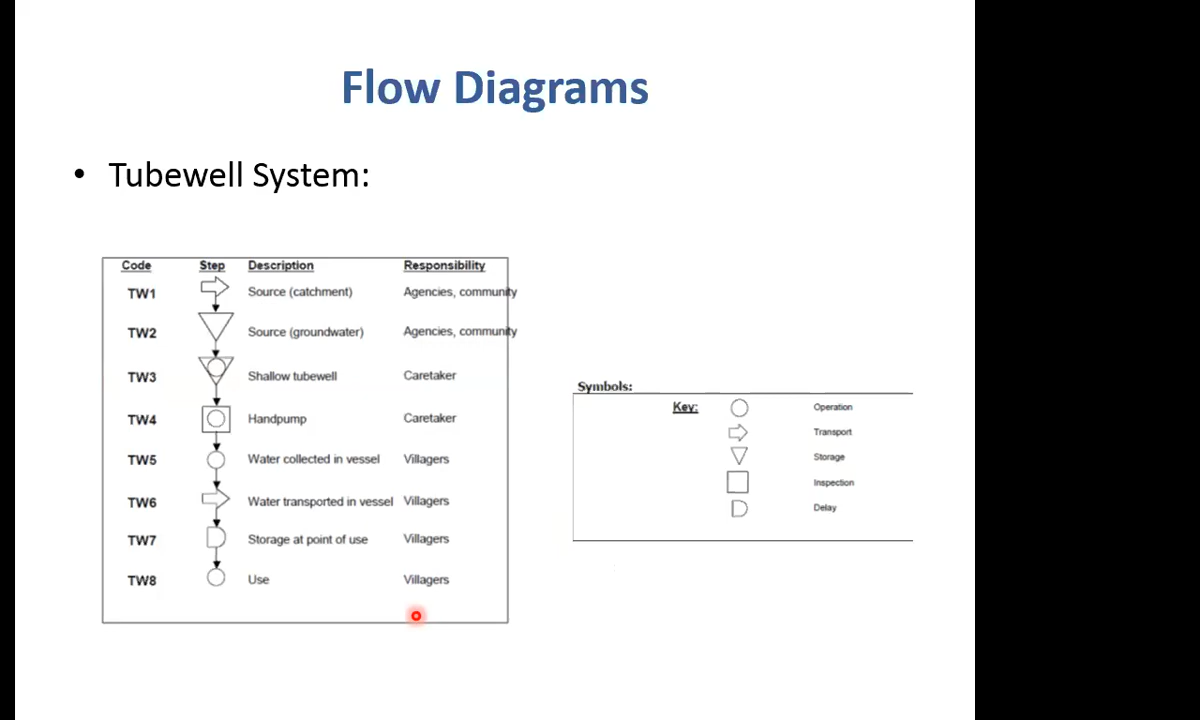 Flow Diagrams
• Tubewell System:
Code Step Description Responsibility
TW1 Source (catchment) Agencies, community
TW2 Source (groundwater) Agencies, community
TW3 Shallow tubewell Caretaker
TW4 Handpump Caretaker
TW5 Water collected in vessel Villagers
TW6 Water transported in vessel Villagers
TW7 Storage at point of use Villagers
TW8 Use Villagers
Symbols:
Key: Operation
Transport
Storage
Inspection
Delay